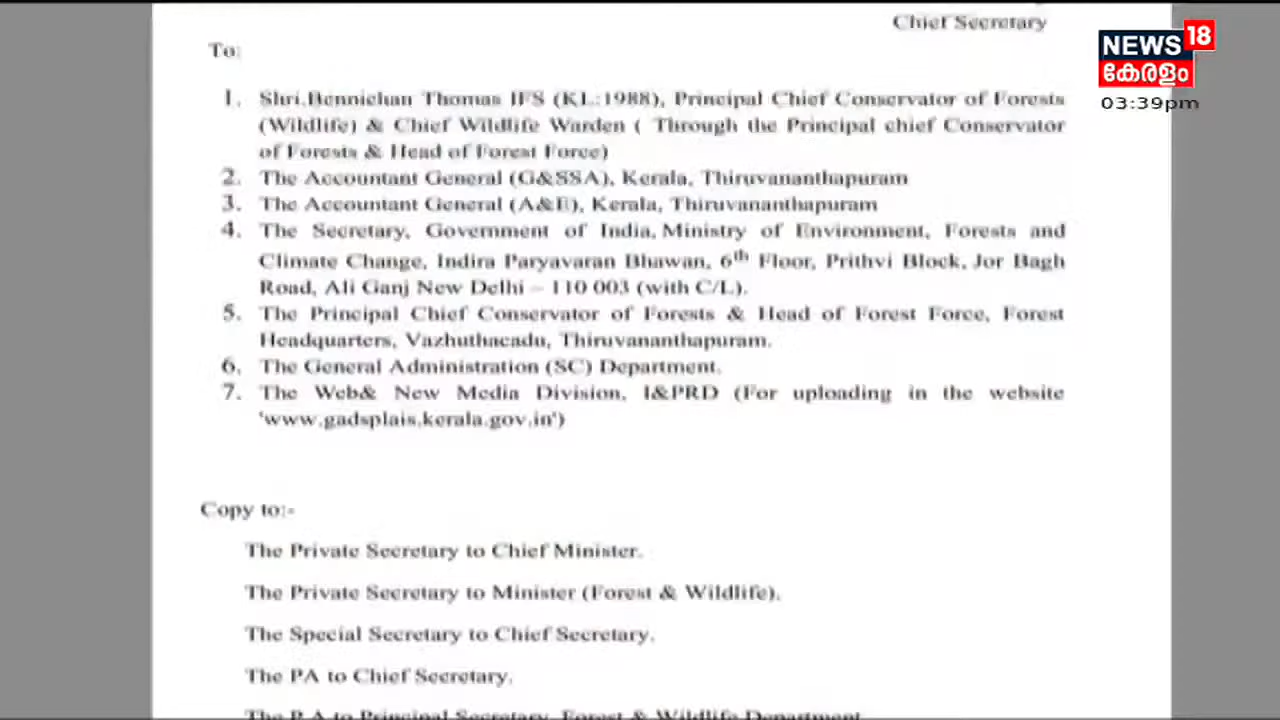 Chief Secretary
To:
1. Shri.Bennichan Thomas IFS (KL:1988), Principal Chief Conservator of Forests
(Wildlife) & Chief Wildlife Warden ( Through the Principal chief Conservator
of Forests & Head of Forest Force)
2. The Accountant General (G&SSA), Kerala, Thiruvananthapuram
3. The Accountant General (A&E), Kerala, Thiruvananthapuram
4. The Secretary, Government of India, Ministry of Environment, Forests and
Climate Change, Indira Paryavaran Bhawan, 6th Floor, Prithvi Block, Jor Bagh
Road, Ali Ganj New Delhi – 110 003 (with C/L).
5. The Principal Chief Conservator of Forests & Head of Forest Force, Forest
Headquarters, Vazhuthacadu, Thiruvananthapuram.
6. The General Administration (SC) Department.
7. The Web& New Media Division, I&PRD (For uploading in the website
'www.gadsplais.kerala.gov.in')
Copy to:-
The Private Secretary to Chief Minister.
The Private Secretary to Minister (Forest & Wildlife).
The Special Secretary to Chief Secretary.
The PA to Chief Secretary.
The P.A to Principal Secretary, Forest & Wildlife Department
NEWS 18
കേരളം
03:39pm